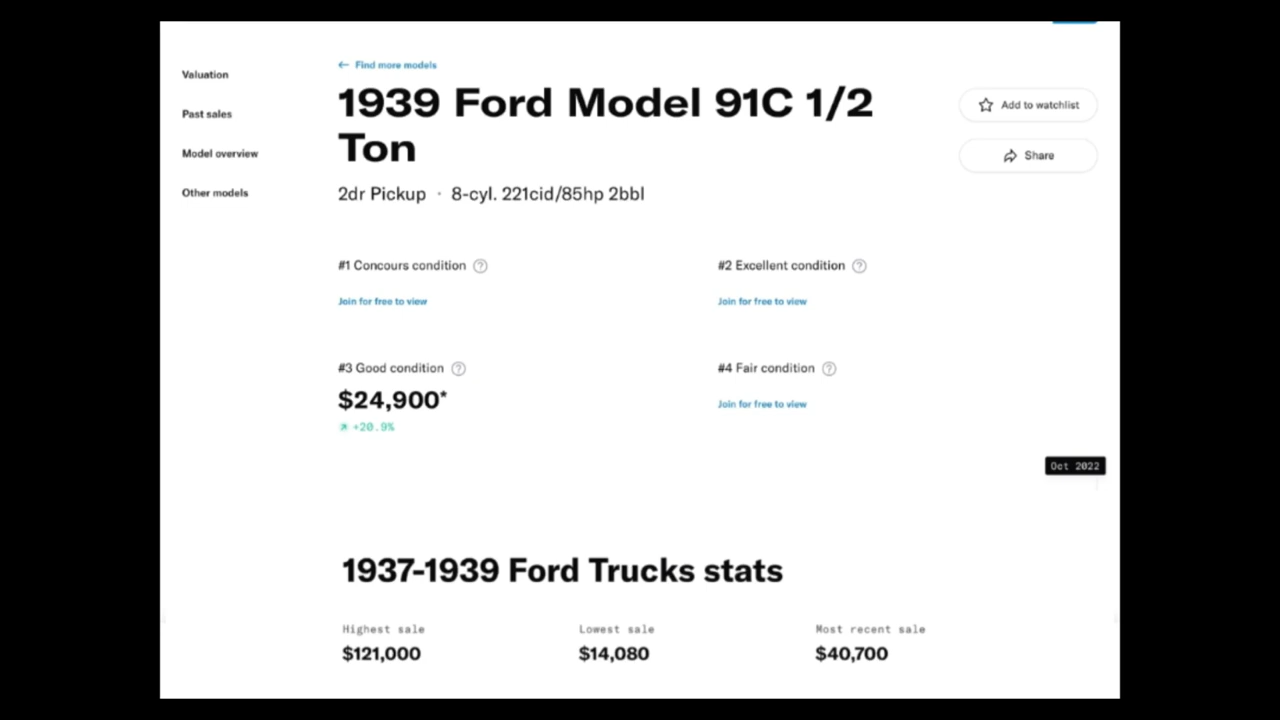 Valuation
Past sales
Model overview
Other models
← Find more models
1939 Ford Model 91C 1/2
Ton
2dr Pickup · 8-cyl. 221cid/85hp 2bbl
Add to watchlist
Share
#1 Concours condition ?
Join for free to view
#2 Excellent condition ?
Join for free to view
#3 Good condition ?
$24,900*
+20.9%
#4 Fair condition ?
Join for free to view
Oct 2022
1937-1939 Ford Trucks stats
Highest sale
$121,000
Lowest sale
$14,080
Most recent sale
$40,700